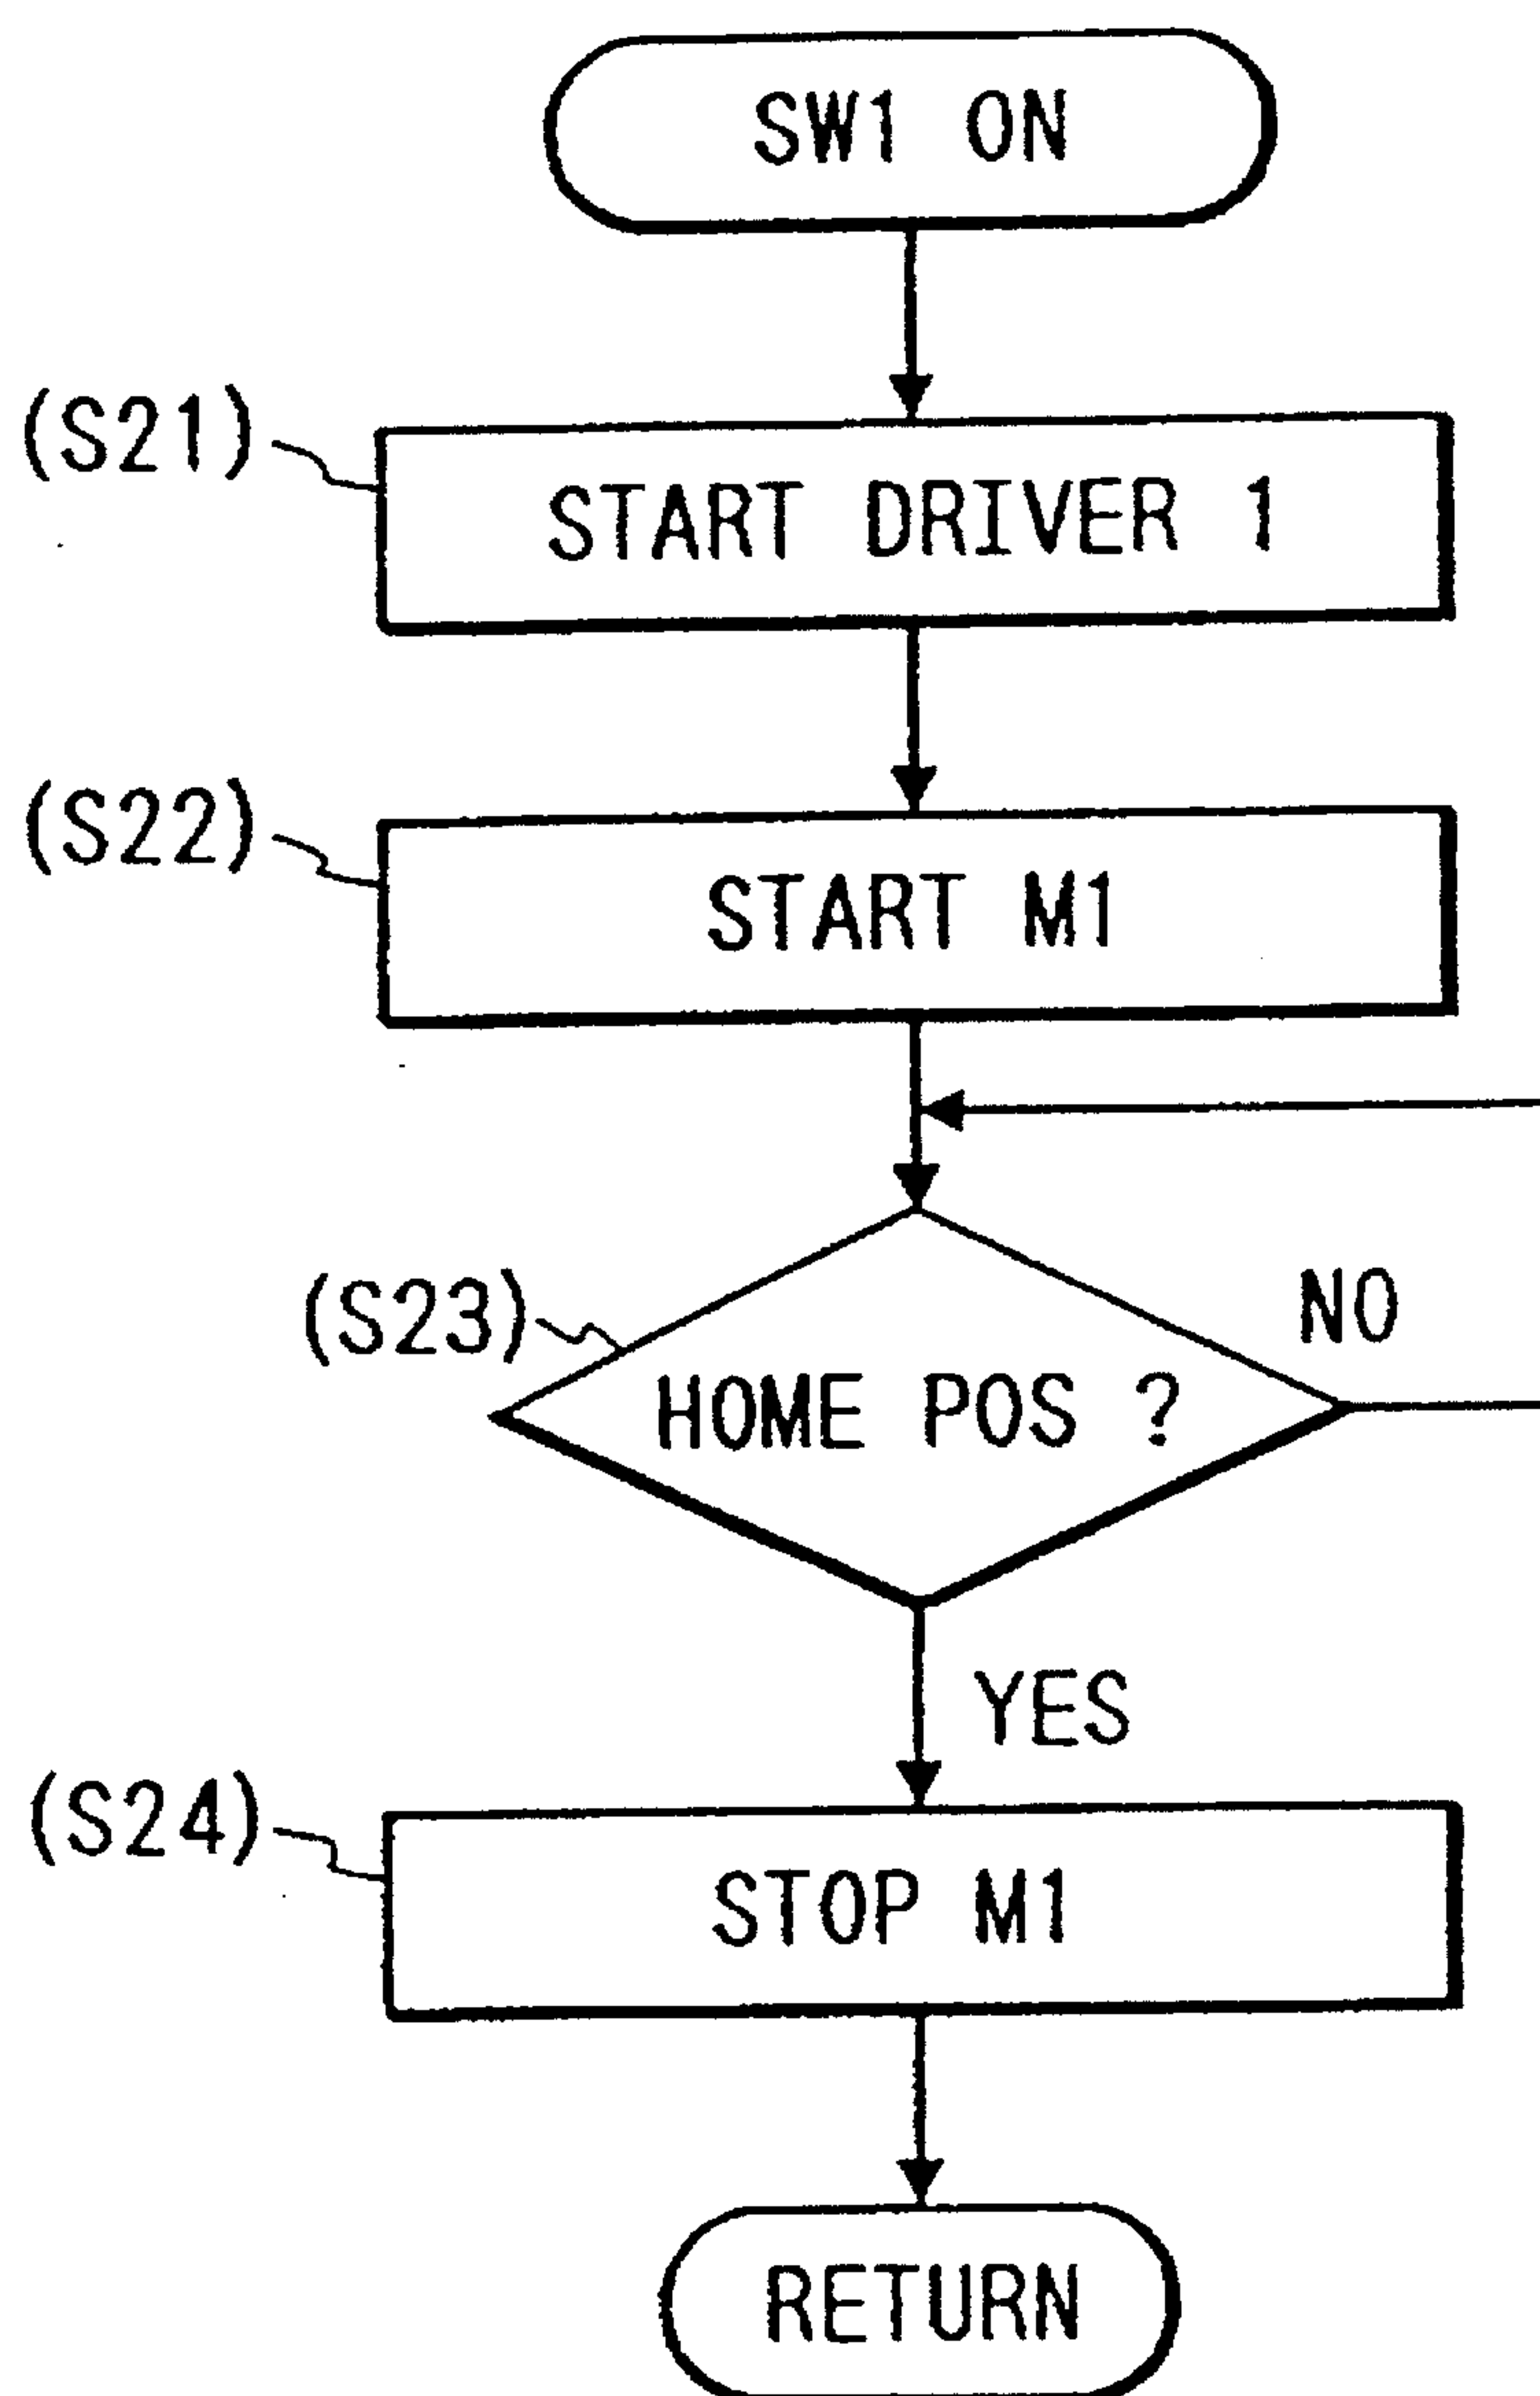 SW1 ON
(S21)
START DRIVER 1
(S22)
START M1
(S23)
NO
HOME POS ?
YES
(S24)
STOP M1
RETURN